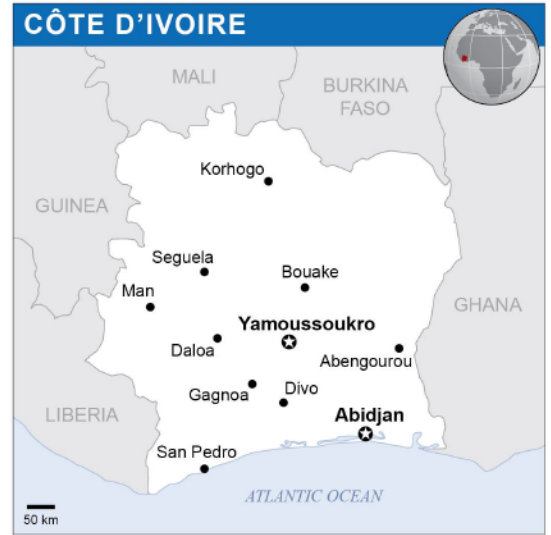 CÔTE D'IVOIRE
MALI
BURKINA
FASO
Korhogo
GUINEA
Seguela
Bouake
Man
GHANA
Yamoussoukro
Daloa
Abengourou
Gagnoa
Divo
LIBERIA
Abidjan
San Pedro
ATLANTIC OCEAN
50 km